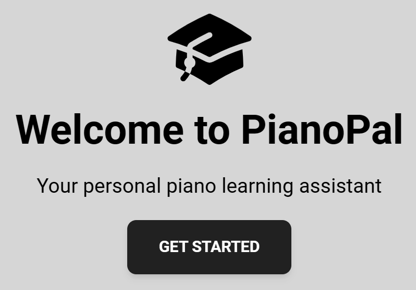 Welcome to PianoPal
Your personal piano learning assistant
GET STARTED